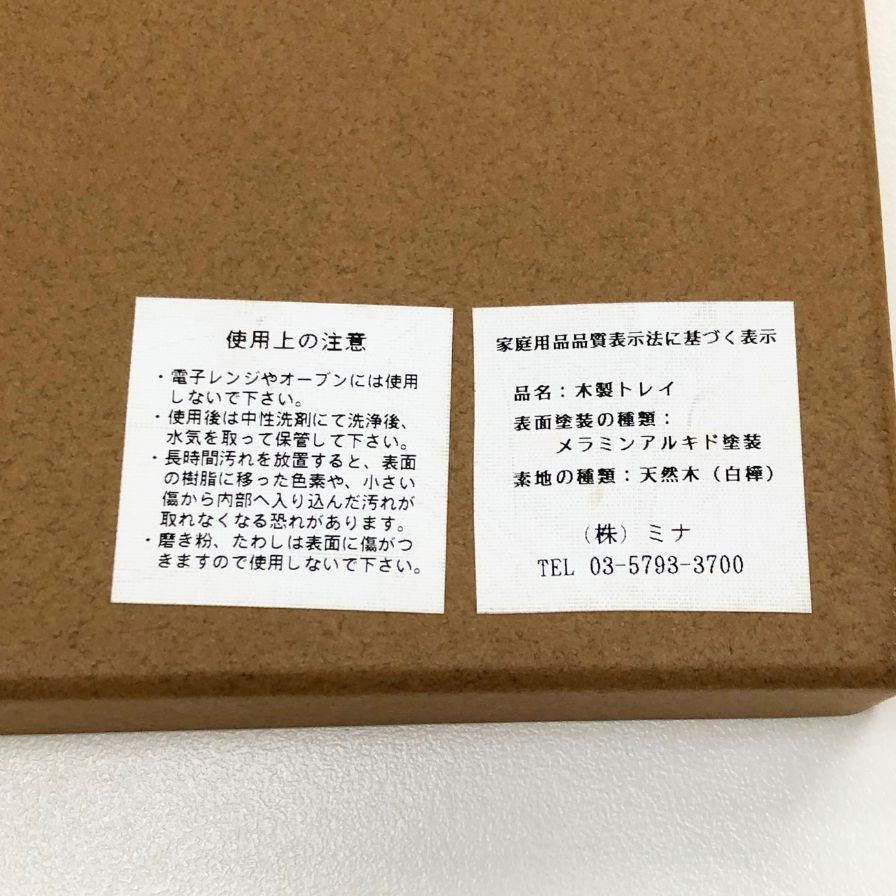 使用上の注意
・電子レンジやオーブンには使用
しないで下さい。
・使用後は中性洗剤にて洗浄後、
水気を取って保管して下さい。
・長時間汚れを放置すると、表面
の樹脂に移った色素や、小さい
傷から内部へ入り込んだ汚れが
取れなくなる恐れがあります。
・磨き粉、たわしは表面に傷がつ
きますので使用しないで下さい。
家庭用品品質表示法に基づく表示
品名：木製トレイ
表面塗装の種類：
メラミンアルキド塗装
素地の種類：天然木（白樺）
（株）ミナ
TEL 03-5793-3700